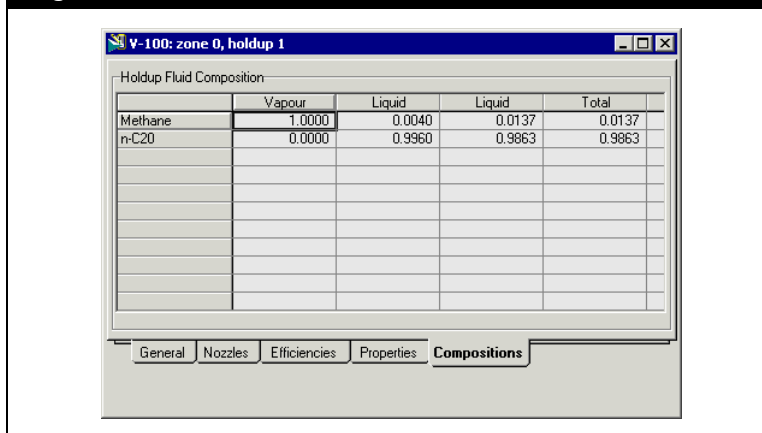 V-100: zone 0, holdup 1
Holdup Fluid Composition
Vapour Liquid Liquid Total
Methane 1.0000 0.0040 0.0137 0.0137
n-C20 0.0000 0.9960 0.9863 0.9863
General Nozzles Efficiencies Properties Compositions